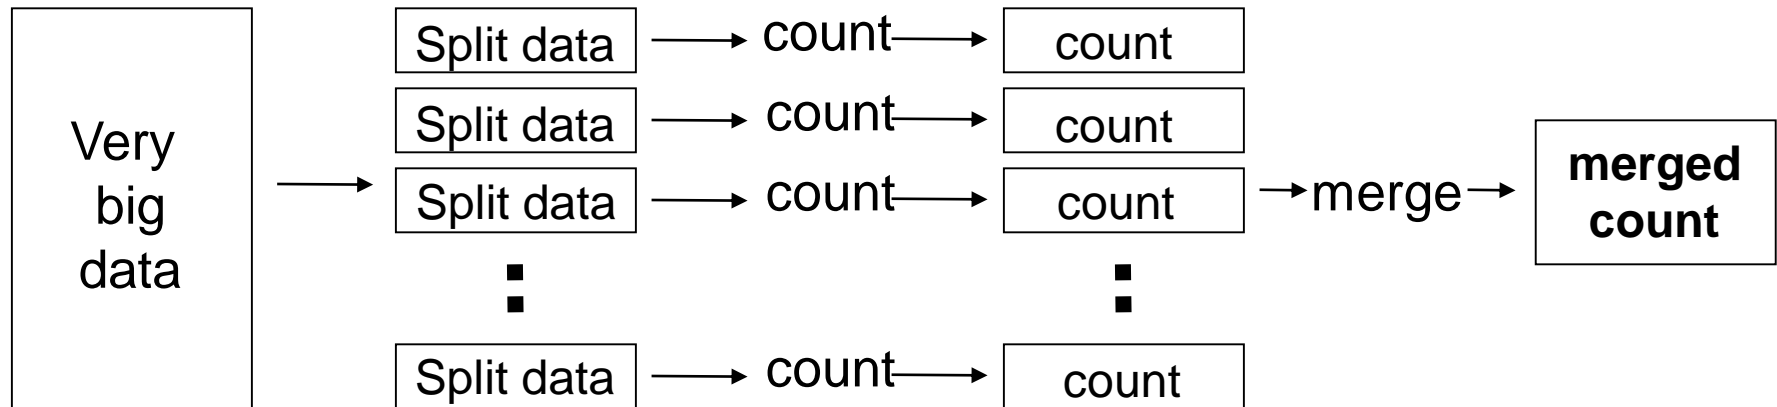 Very
big
data
Split data count count
Split data count count
Split data count count
Split data count count
merge
merged
count